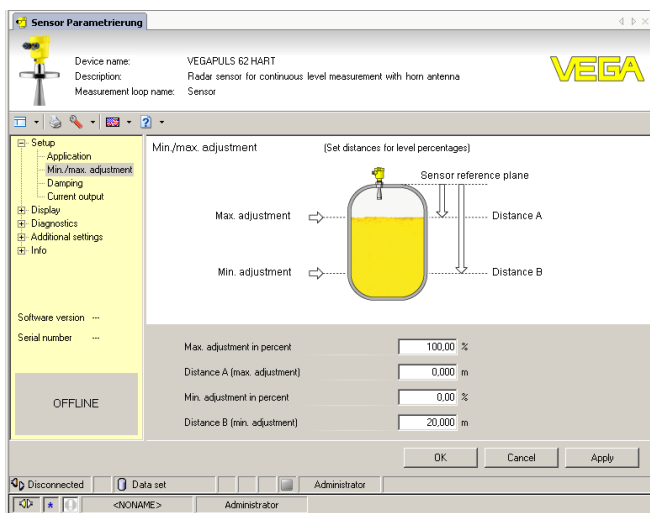 Sensor Parametrierung
Device name: VEGAPULS 62 HART
Description: Radar sensor for continuous level measurement with horn antenna
Measurement loop name: Sensor
VEGA
Setup
Application
Min./max. adjustment
Damping
Current output
Display
Diagnostics
Additional settings
Info
Software version ---
Serial number ---
OFFLINE
Min./max. adjustment (Set distances for level percentages)
Sensor reference plane
Max. adjustment Distance A
Min. adjustment Distance B
Max. adjustment in percent 100,00 %
Distance A (max. adjustment) 0,000 m
Min. adjustment in percent 0,00 %
Distance B (min. adjustment) 20,000 m
OK Cancel Apply
Disconnected Data set Administrator
<NONAME> Administrator